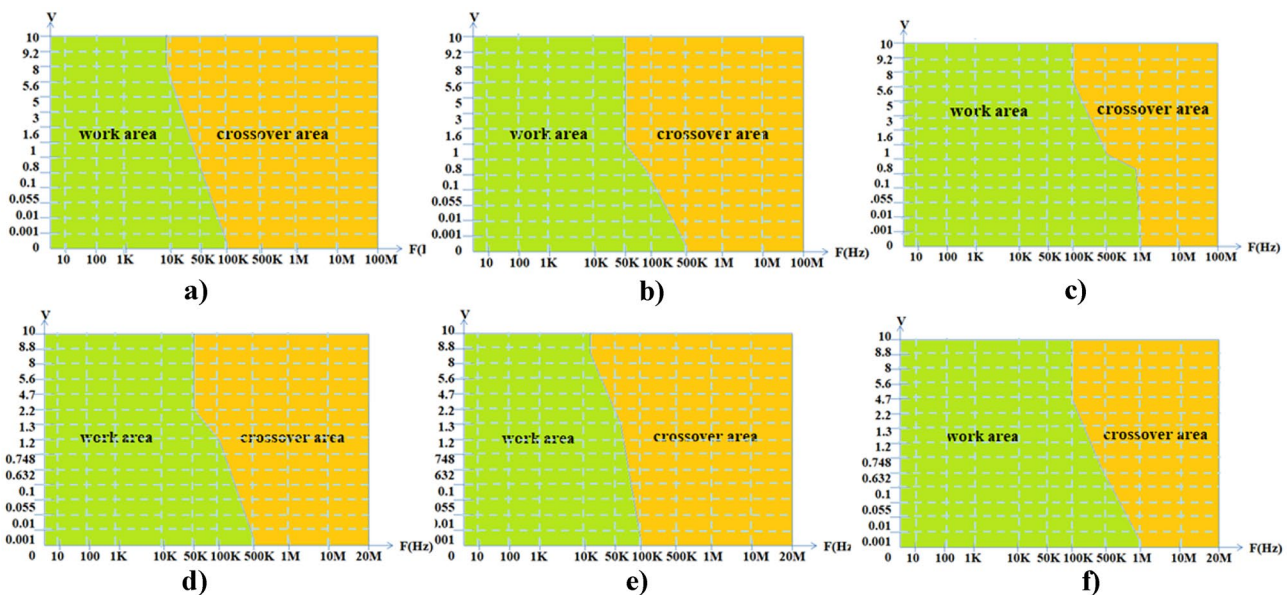 V
10
9.2
8
5.6
5
3
1.6
1
0.8
0.1
0.055
0.01
0.001
0
work area
crossover area
10 100 1K 10K 50K 100K 500K 1M 10M 100M
F(I
a)
V
10
9.2
8
5.6
5
3
1.6
1
0.8
0.1
0.055
0.01
0.001
0
work area
crossover area
10 100 1K 10K 50K 100K 500K 1M 10M 100M
F(Hz)
b)
V
10
9.2
8
5.6
5
3
1.6
1
0.8
0.1
0.055
0.01
0.001
0
work area
crossover area
10 100 1K 10K 50K 100K 500K 1M 10M 100M
F(Hz)
c)
V
10
8.8
8
5.6
4.7
2.2
1.3
1.2
0.748
0.632
0.1
0.055
0.01
0.001
work area
crossover area
0 10 100 1K 10K 50K 100K 500K 1M 10M 20M
F(Hz)
d)
V
10
8.8
8
5.6
4.7
2.2
1.3
1.2
748
632
0.1
.055
0.01
001
work area
crossover area
0 10 100 1K 10K 50K 100K 500K 1M 10M 20M
F(Hz
e)
V
10
8.8
8
5.6
4.7
2.2
1.3
1.2
0.748
0.632
0.1
0.055
0.01
.001
work area
crossover area
0 10 100 1K 10K 50K 100K 500K 1M 10M 20M
F(Hz)
f)